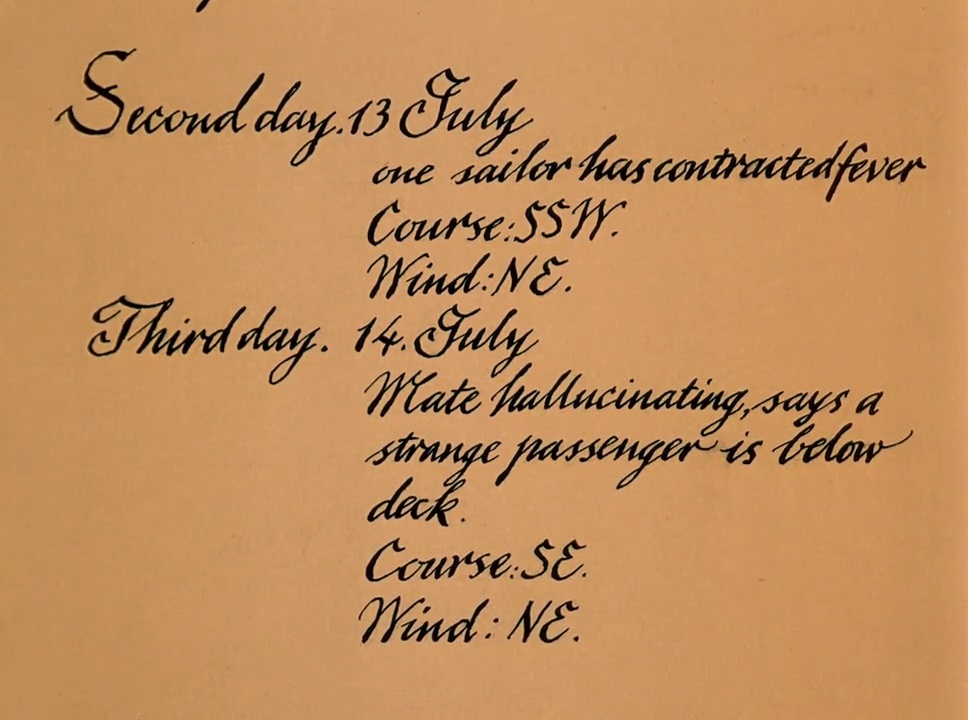 Second day. 13 July
one sailor has contracted fever
Course: SSW.
Wind: NE.
Third day. 14. July
Mate hallucinating, says a
strange passenger is below
deck.
Course: SE.
Wind: NE.